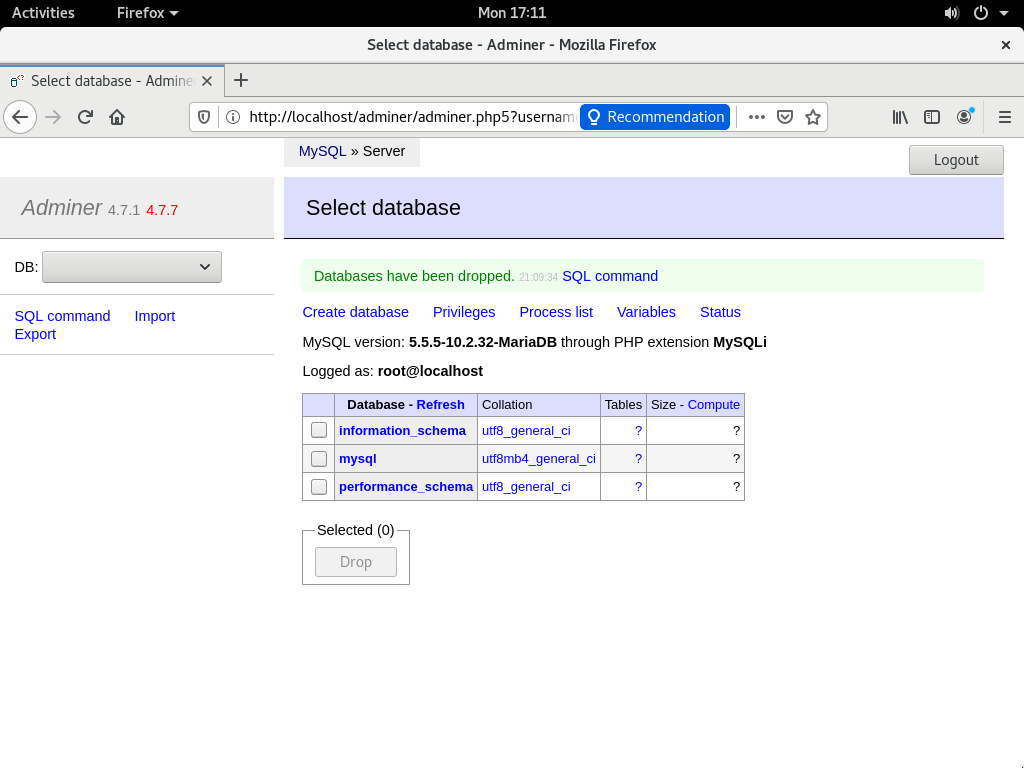 Activities Firefox Mon 17:11
Select database - Adminer - Mozilla Firefox
Select database - Adminer
http://localhost/adminer/adminer.php5?usernam Recommendation
MySQL » Server
Logout
Adminer 4.7.1 4.7.7
Select database
DB:
Databases have been dropped. 21:09:34 SQL command
SQL command Import
Export
Create database Privileges Process list Variables Status
MySQL version: 5.5.5-10.2.32-MariaDB through PHP extension MySQLi
Logged as: root@localhost
Database - Refresh Collation Tables Size - Compute
information_schema utf8_general_ci ? ?
mysql utf8mb4_general_ci ? ?
performance_schema utf8_general_ci ? ?
Selected (0)
Drop